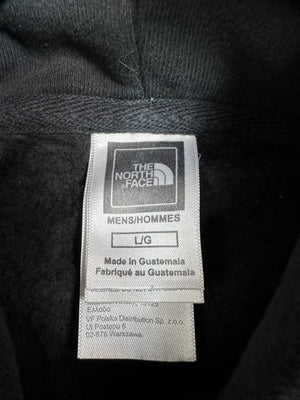 THE
NORTH
FACE
MENS/HOMMES
L/G
Made in Guatemala
Fabriqué au Guatemala
Ελλάδα
VF Polska Distribution Sp. z o.o.
Ul Postępu 6
02-676 Warszawa